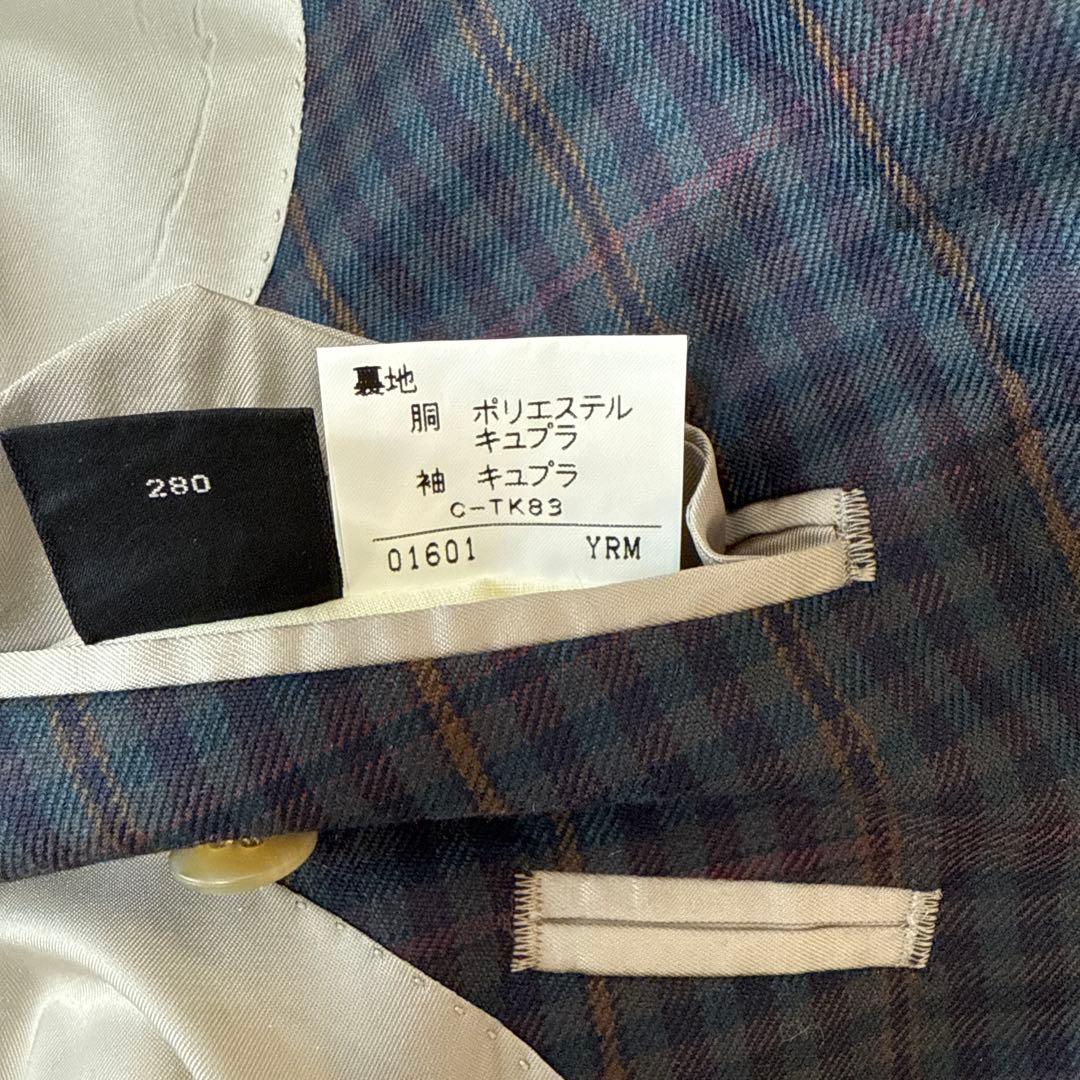 280
裏地
胴 ポリエステル
キュプラ
袖 キュプラ
C-TK83
01601 YRM